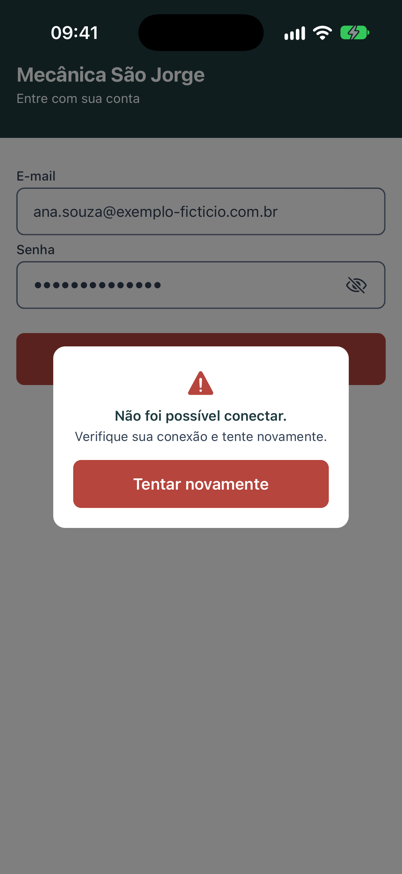 09:41
Mecânica São Jorge
Entre com sua conta
E-mail
ana.souza@exemplo-ficticio.com.br
Senha
••••••••••••••
Não foi possível conectar.
Verifique sua conexão e tente novamente.
Tentar novamente